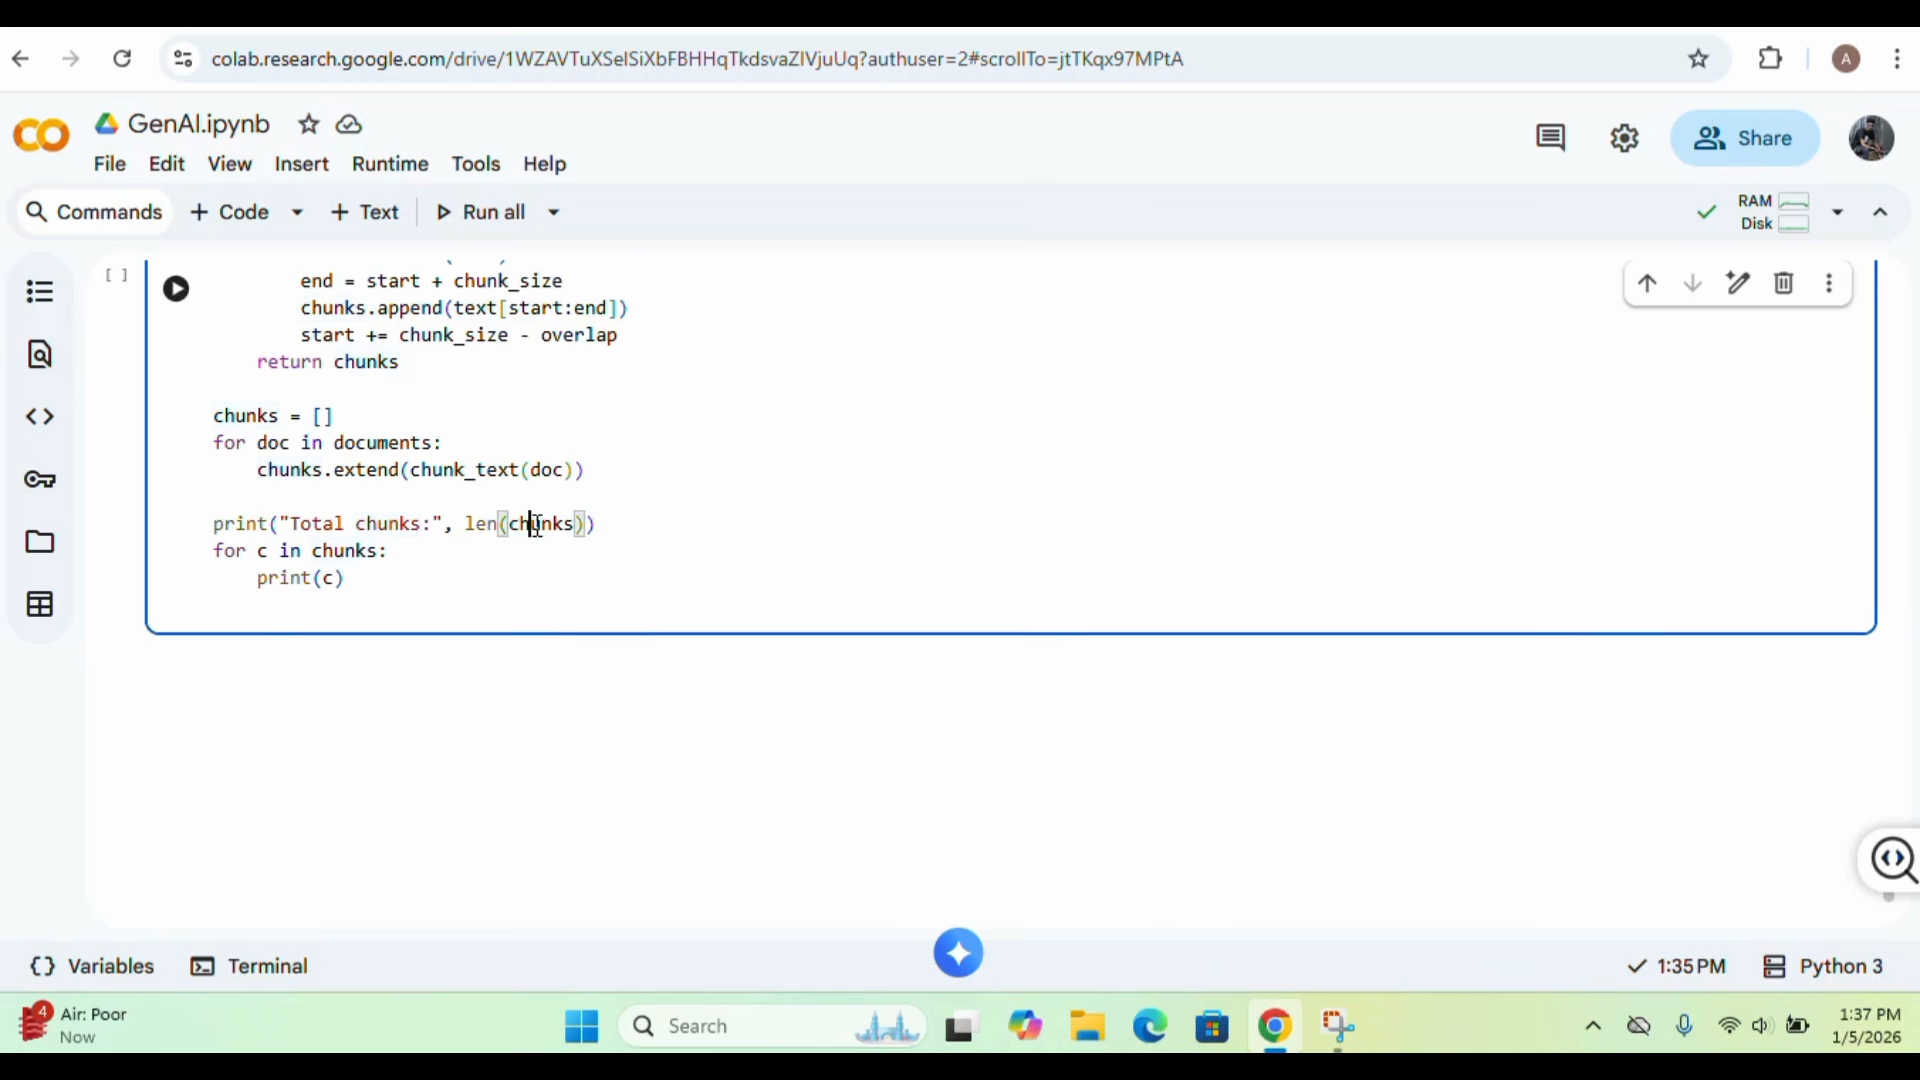 colab.research.google.com/drive/1WZAVTuXSelSiXbFBHHqTkdsvaZlVjuUq?authuser=2#scrollTo=jtTKqx97MPtA
A
GenAI.ipynb
File Edit View Insert Runtime Tools Help
Share
Commands + Code + Text Run all
RAM
Disk
[ ]
end = start + chunk_size
chunks.append(text[start:end])
start += chunk_size - overlap
return chunks
chunks = []
for doc in documents:
chunks.extend(chunk_text(doc))
print("Total chunks:", len(chunks))
for c in chunks:
print(c)
Variables Terminal
1:35 PM Python 3
4
Air: Poor
Now
Search
1:37 PM
1/5/2026